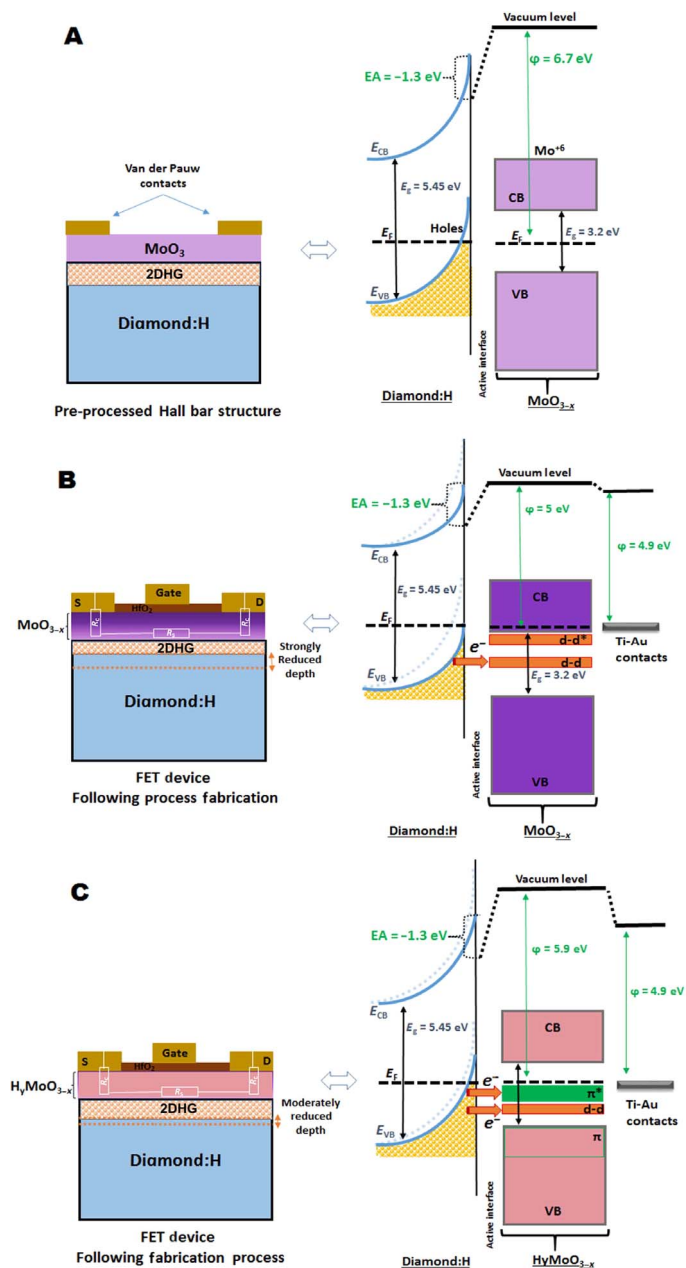 A
Van der Pauw
contacts
MoO3
2DHG
Diamond:H
Pre-processed Hall bar structure
Vacuum level
EA = −1.3 eV
φ = 6.7 eV
ECB
Eg = 5.45 eV
EF
Holes
EVB
Mo+6
CB
EF
Eg = 3.2 eV
VB
Active interface
Diamond:H
MoO3−x
B
S
Gate
D
HfO2
MoO3−x
RC
RS
RC
2DHG
Strongly
Reduced
depth
Diamond:H
FET device
Following process fabrication
Vacuum level
EA = −1.3 eV
φ = 5 eV
φ = 4.9 eV
ECB
Eg = 5.45 eV
EF
EVB
e−
CB
d–d*
d–d
Eg = 3.2 eV
VB
Ti-Au
contacts
Active interface
Diamond:H
MoO3−x
C
S
Gate
D
HfO2
HyMoO3−x
RC
RS
RC
2DHG
Moderately
reduced
depth
Diamond:H
FET device
Following fabrication process
Vacuum level
EA = −1.3 eV
φ = 5.9 eV
φ = 4.9 eV
ECB
Eg = 5.45 eV
EF
EVB
e−
e−
CB
π*
d–d
π
VB
Ti-Au
contacts
Active interface
Diamond:H
HyMoO3−x